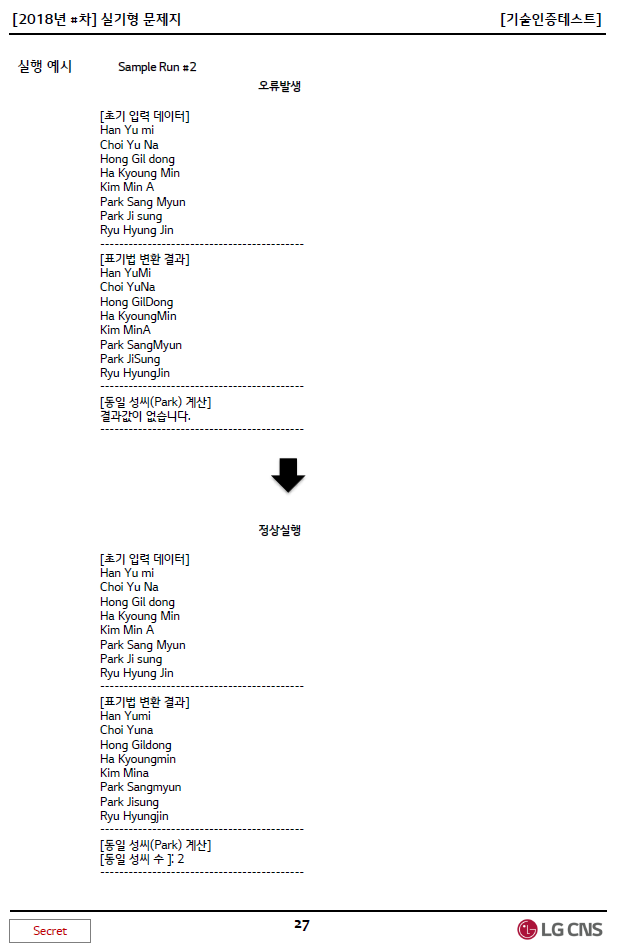 [2018년 #차] 실기형 문제지 [기술인증테스트]
실행 예시 Sample Run #2
오류발생
[초기 입력 데이터]
Han Yu mi
Choi Yu Na
Hong Gil dong
Ha Kyoung Min
Kim Min A
Park Sang Myun
Park Ji sung
Ryu Hyung Jin
-------------------------------------------
[표기법 변환 결과]
Han YuMi
Choi YuNa
Hong GilDong
Ha KyoungMin
Kim MinA
Park SangMyun
Park JiSung
Ryu HyungJin
-------------------------------------------
[동일 성씨(Park) 계산]
결과값이 없습니다.
-------------------------------------------
정상실행
[초기 입력 데이터]
Han Yu mi
Choi Yu Na
Hong Gil dong
Ha Kyoung Min
Kim Min A
Park Sang Myun
Park Ji sung
Ryu Hyung Jin
-------------------------------------------
[표기법 변환 결과]
Han Yumi
Choi Yuna
Hong Gildong
Ha Kyoungmin
Kim Mina
Park Sangmyun
Park Jisung
Ryu Hyungjin
-------------------------------------------
[동일 성씨(Park) 계산]
[동일 성씨 수 ]: 2
-------------------------------------------
Secret 27 LG CNS